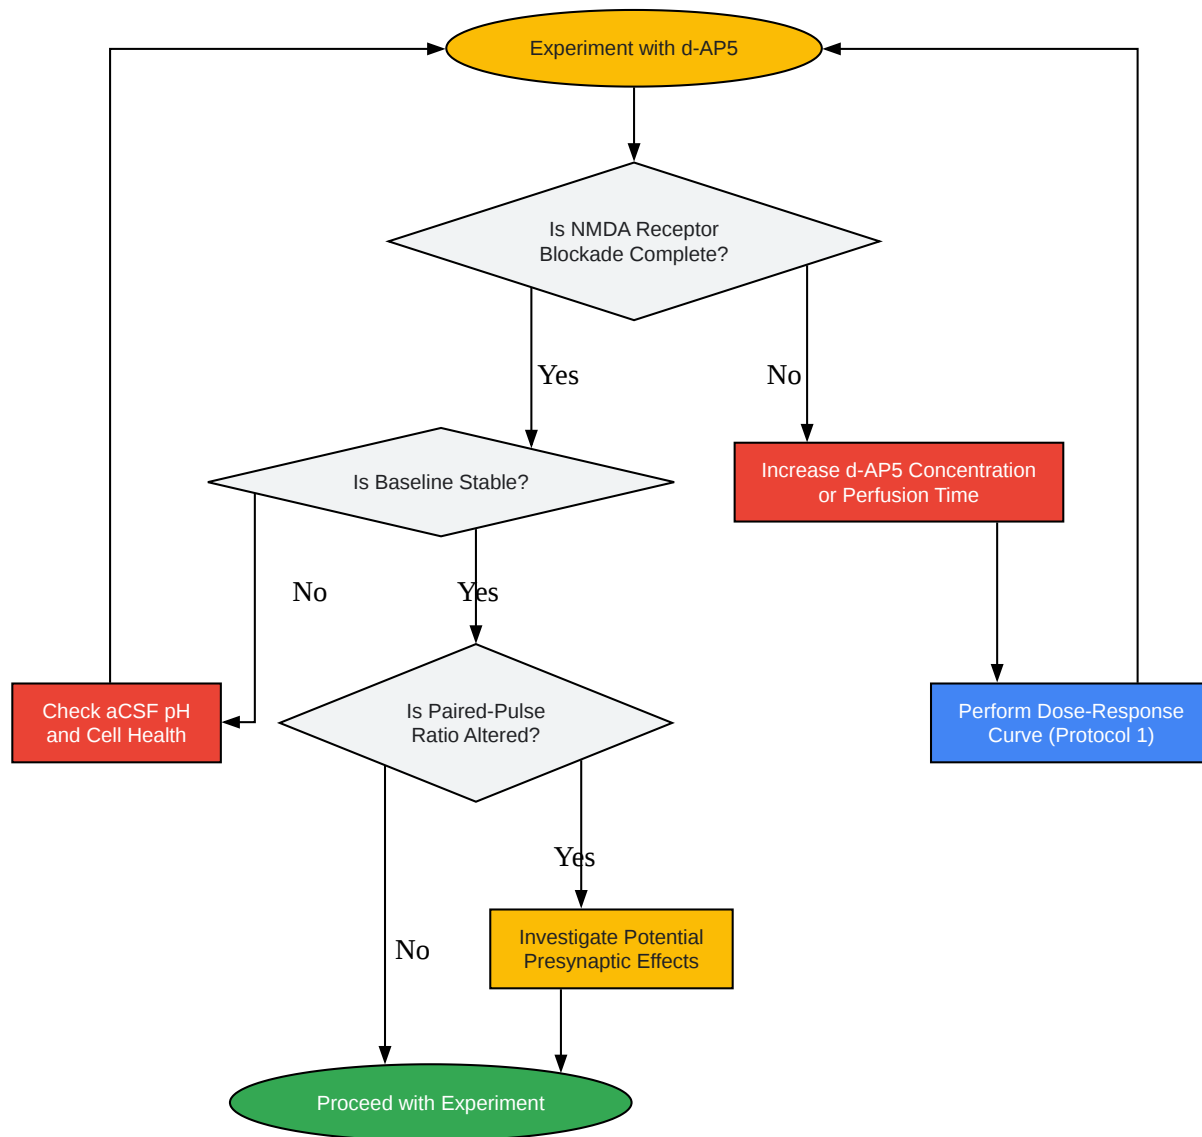 Experiment with d-AP5
Is NMDA Receptor
Blockade Complete?
Yes
No
Is Baseline Stable?
Increase d-AP5 Concentration
or Perfusion Time
No
Yes
Check aCSF pH
and Cell Health
Is Paired-Pulse
Ratio Altered?
Perform Dose-Response
Curve (Protocol 1)
Yes
No
Investigate Potential
Presynaptic Effects
Proceed with Experiment